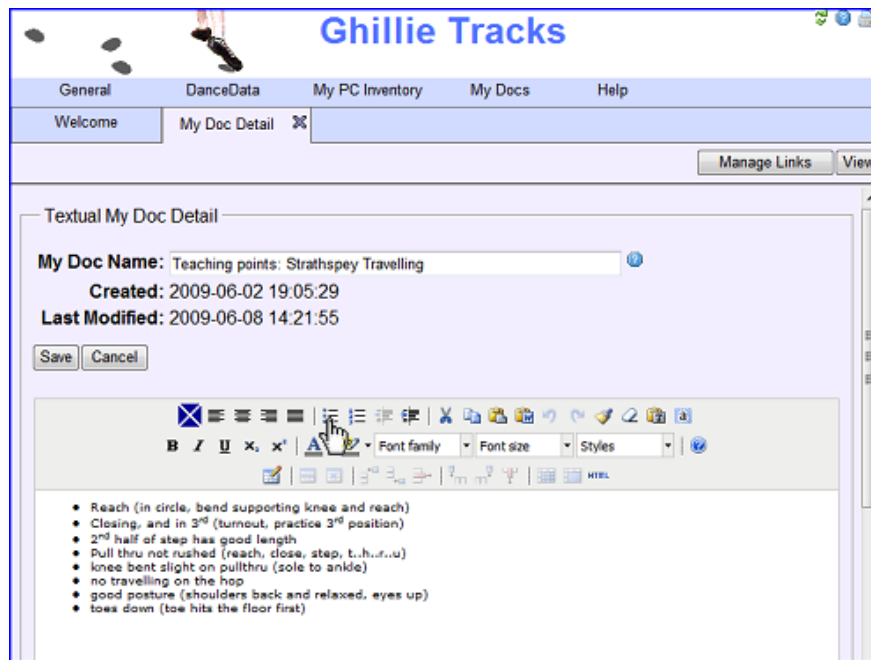 Ghillie Tracks
General DanceData My PC Inventory My Docs Help
Welcome My Doc Detail
Manage Links View
Textual My Doc Detail
My Doc Name: Teaching points: Strathspey Travelling
Created: 2009-06-02 19:05:29
Last Modified: 2009-06-08 14:21:55
Save Cancel
B I U x, x' A Font family Font size Styles
HTML
Reach (in circle, bend supporting knee and reach)
Closing, and in 3rd (turnout, practice 3rd position)
2nd half of step has good length
Pull thru not rushed (reach, close, step, t..h..r..u)
knee bent slight on pullthru (sole to ankle)
no travelling on the hop
good posture (shoulders back and relaxed, eyes up)
toes down (toe hits the floor first)